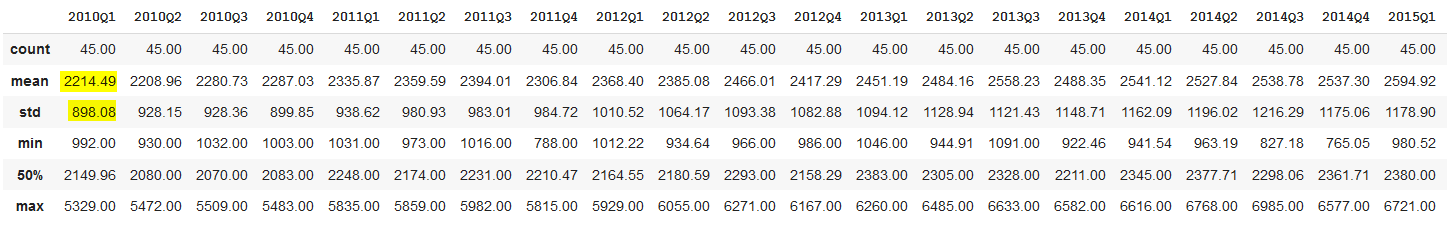 2010Q1 2010Q2 2010Q3 2010Q4 2011Q1 2011Q2 2011Q3 2011Q4 2012Q1 2012Q2 2012Q3 2012Q4 2013Q1 2013Q2 2013Q3 2013Q4 2014Q1 2014Q2 2014Q3 2014Q4 2015Q1
count 45.00 45.00 45.00 45.00 45.00 45.00 45.00 45.00 45.00 45.00 45.00 45.00 45.00 45.00 45.00 45.00 45.00 45.00 45.00 45.00 45.00
mean 2214.49 2208.96 2280.73 2287.03 2335.87 2359.59 2394.01 2306.84 2368.40 2385.08 2466.01 2417.29 2451.19 2484.16 2558.23 2488.35 2541.12 2527.84 2538.78 2537.30 2594.92
std 898.08 928.15 928.36 899.85 938.62 980.93 983.01 984.72 1010.52 1064.17 1093.38 1082.88 1094.12 1128.94 1121.43 1148.71 1162.09 1196.02 1216.29 1175.06 1178.90
min 992.00 930.00 1032.00 1003.00 1031.00 973.00 1016.00 788.00 1012.22 934.64 966.00 986.00 1046.00 944.91 1091.00 922.46 941.54 963.19 827.18 765.05 980.52
50% 2149.96 2080.00 2070.00 2083.00 2248.00 2174.00 2231.00 2210.47 2164.55 2180.59 2293.00 2158.29 2383.00 2305.00 2328.00 2211.00 2345.00 2377.71 2298.06 2361.71 2380.00
max 5329.00 5472.00 5509.00 5483.00 5835.00 5859.00 5982.00 5815.00 5929.00 6055.00 6271.00 6167.00 6260.00 6485.00 6633.00 6582.00 6616.00 6768.00 6985.00 6577.00 6721.00